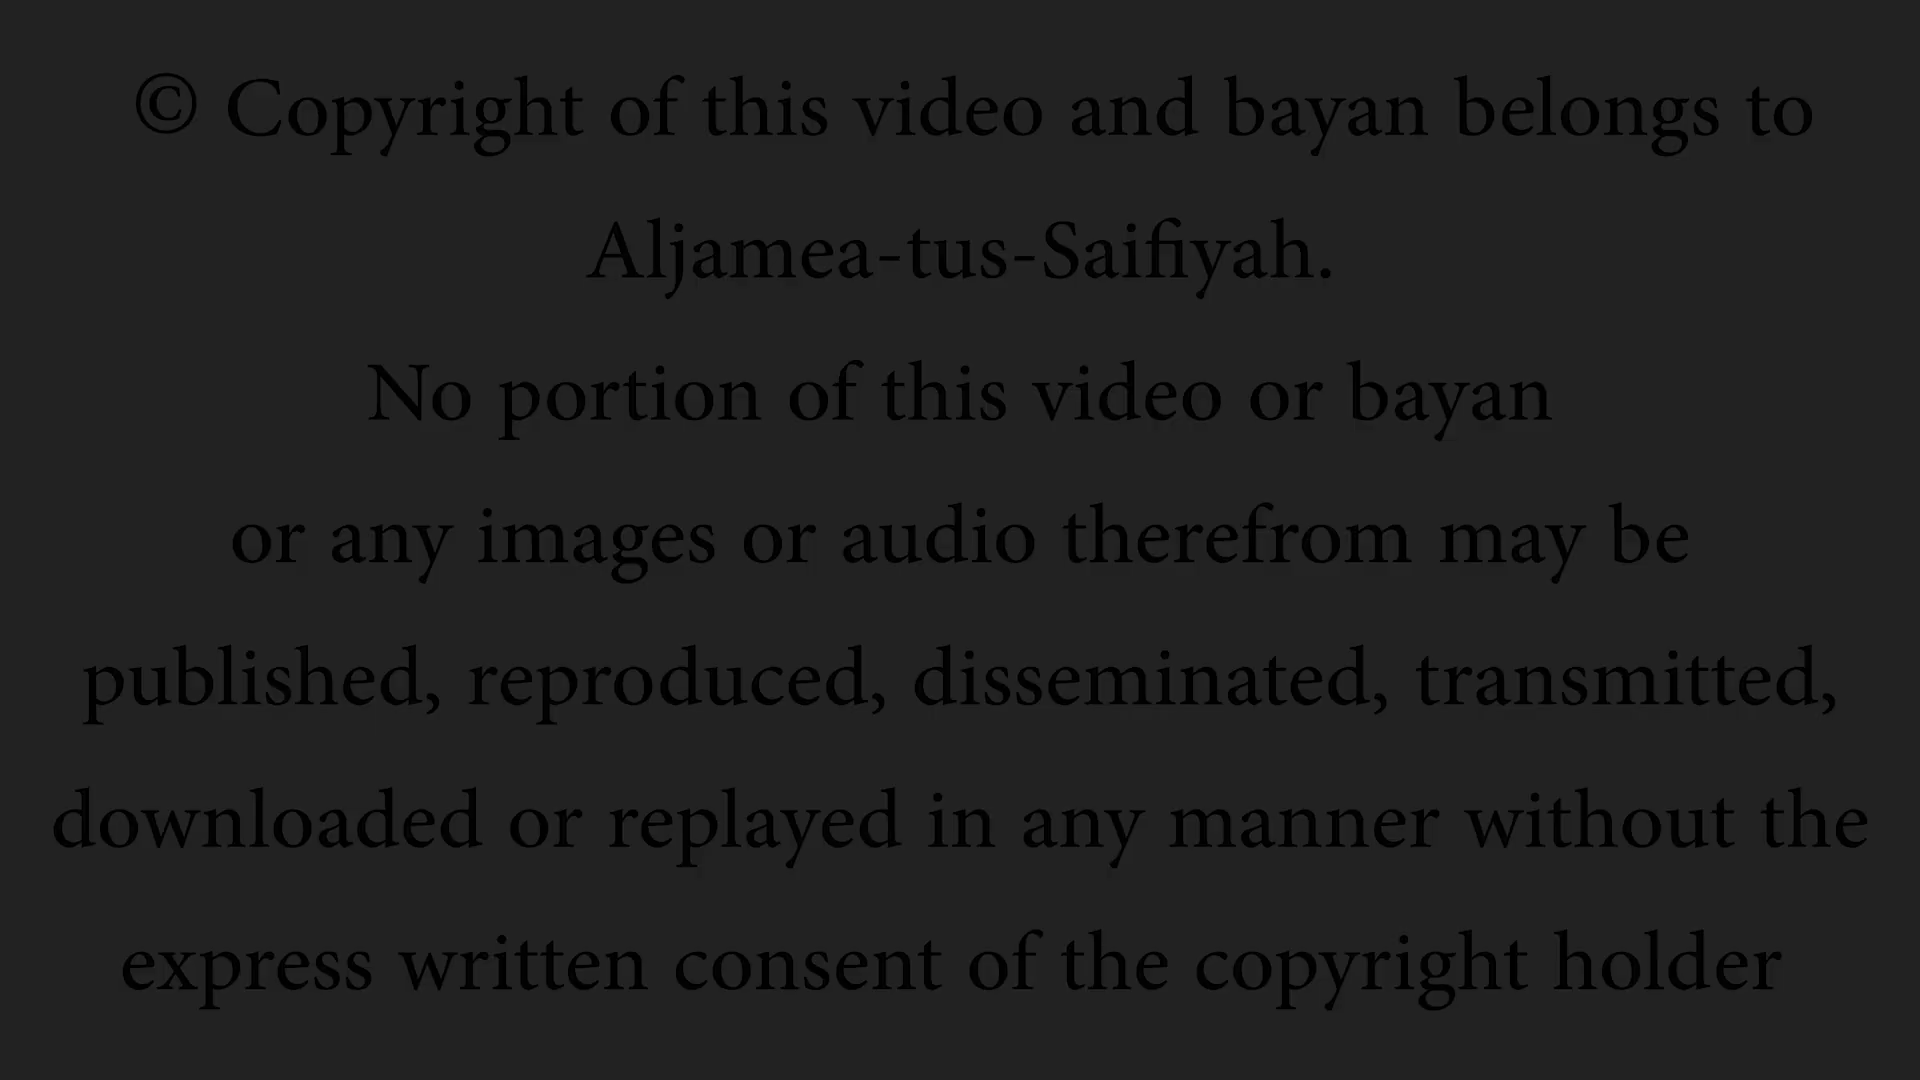 © Copyright of this video and bayan belongs to
Aljamea-tus-Saifiyah.
No portion of this video or bayan
or any images or audio therefrom may be
published, reproduced, disseminated, transmitted,
downloaded or replayed in any manner without the
express written consent of the copyright holder